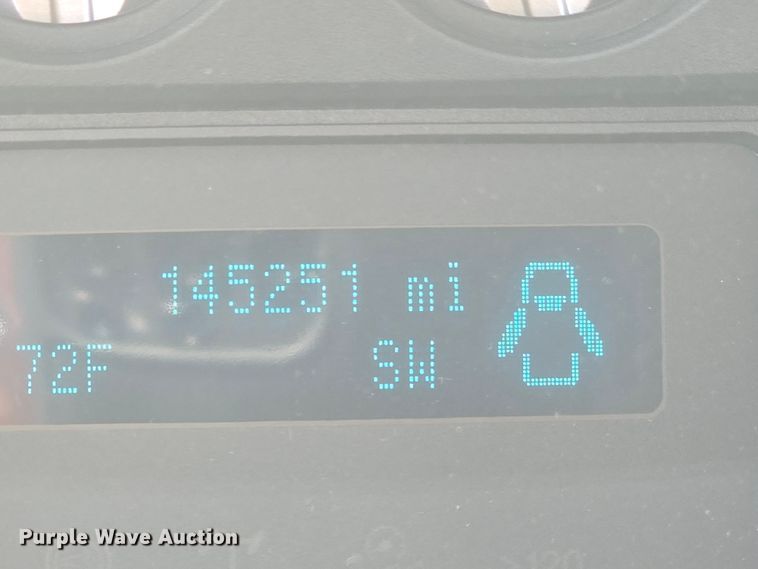 145251 mi
72F SW
Purple Wave Auction